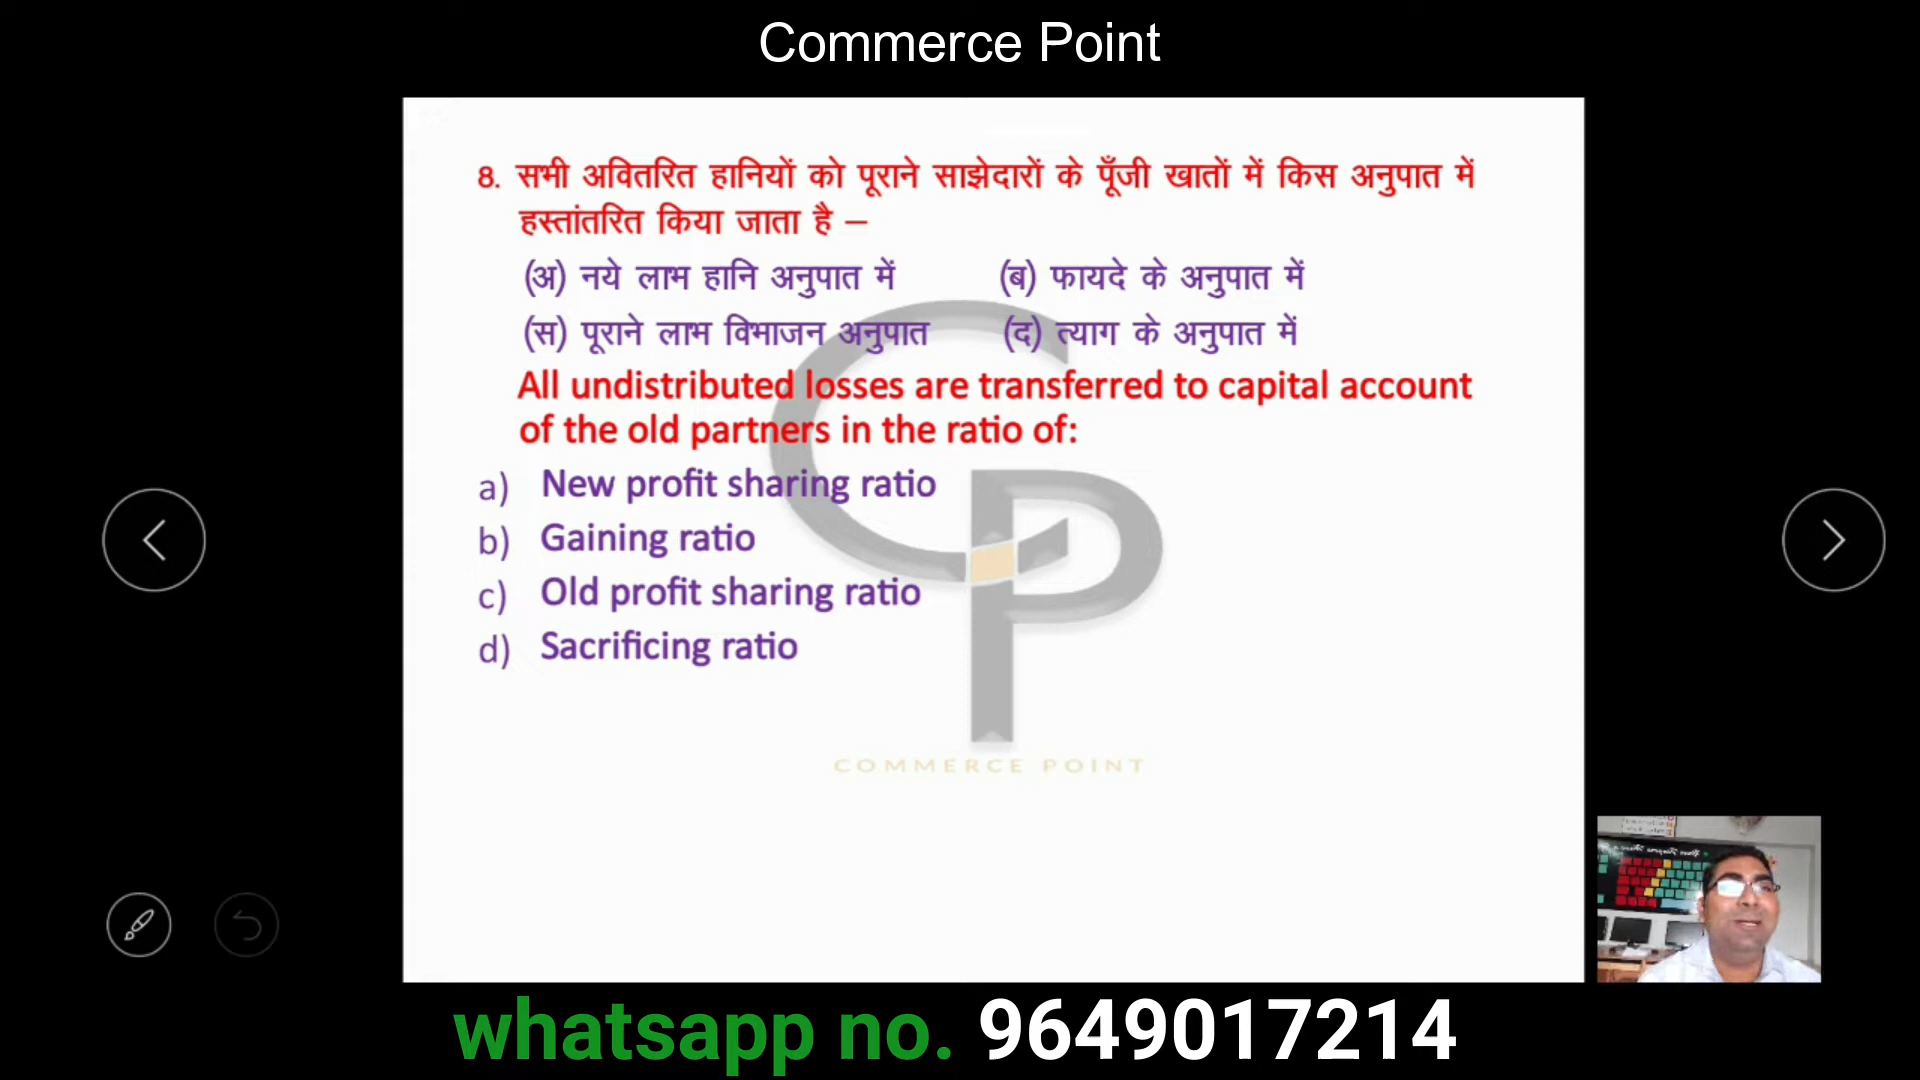 Commerce Point
8. सभी अवितरित हानियों को पूराने साझेदारों के पूँजी खातों में किस अनुपात में
हस्तांतरित किया जाता है –
(अ) नये लाभ हानि अनुपात में (ब) फायदे के अनुपात में
(स) पूराने लाभ विभाजन अनुपात (द) त्याग के अनुपात में
All undistributed losses are transferred to capital account
of the old partners in the ratio of:
a) New profit sharing ratio
b) Gaining ratio
c) Old profit sharing ratio
d) Sacrificing ratio
CP
COMMERCE POINT
whatsapp no. 9649017214